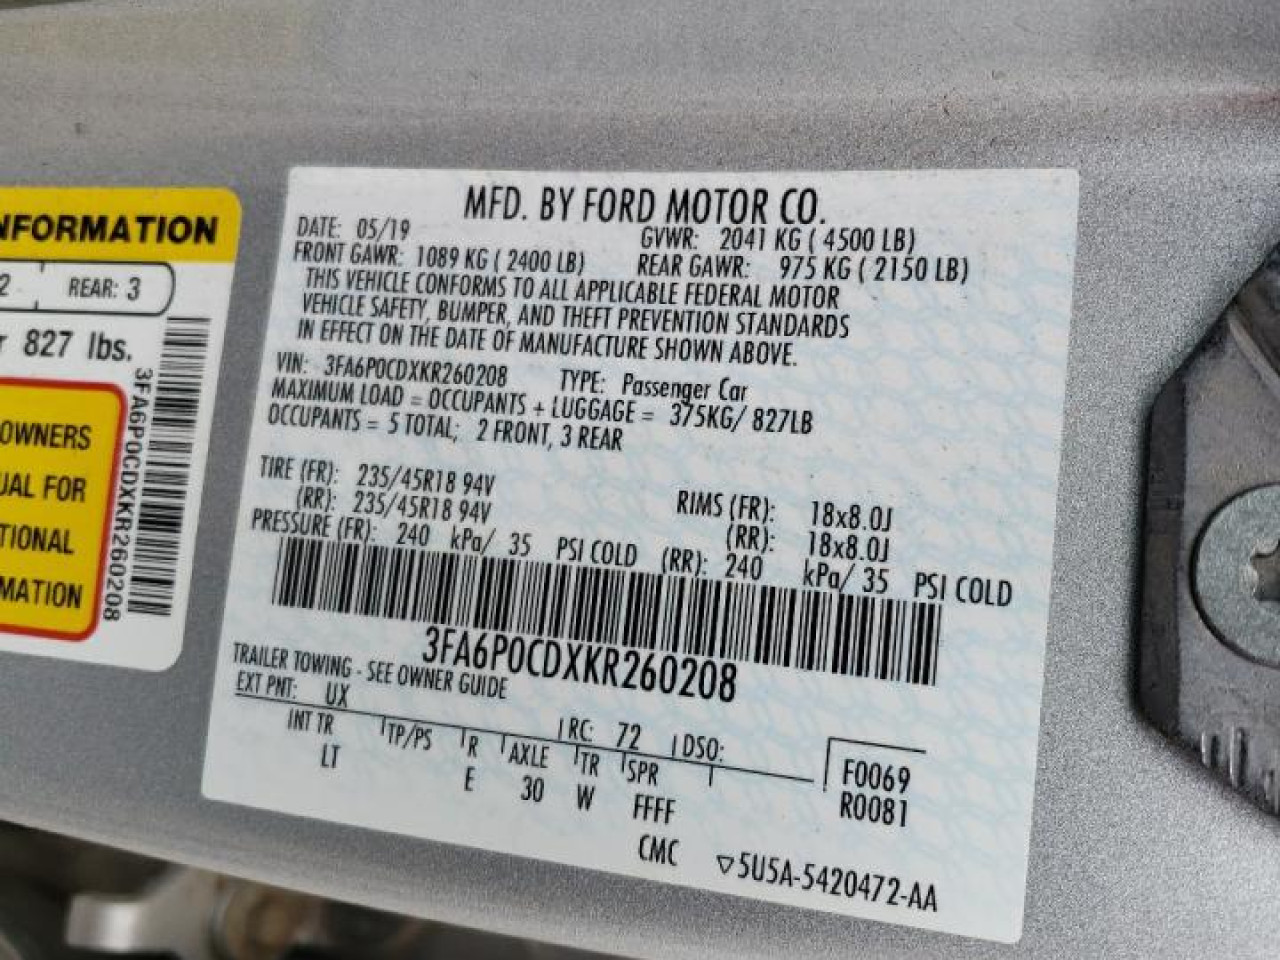 NFORMATION
2 REAR: 3
r 827 lbs.
OWNERS
UAL FOR
TIONAL
MATION
3FA6P0CDXKR260208
MFD. BY FORD MOTOR CO.
DATE: 05/19 GVWR: 2041 KG ( 4500 LB)
FRONT GAWR: 1089 KG ( 2400 LB) REAR GAWR: 975 KG ( 2150 LB)
THIS VEHICLE CONFORMS TO ALL APPLICABLE FEDERAL MOTOR
VEHICLE SAFETY, BUMPER, AND THEFT PREVENTION STANDARDS
IN EFFECT ON THE DATE OF MANUFACTURE SHOWN ABOVE.
VIN: 3FA6P0CDXKR260208 TYPE: Passenger Car
MAXIMUM LOAD = OCCUPANTS + LUGGAGE = 375KG/ 827LB
OCCUPANTS = 5 TOTAL; 2 FRONT, 3 REAR
TIRE (FR): 235/45R18 94V RIMS (FR): 18x8.0J
(RR): 235/45R18 94V (RR): 18x8.0J
PRESSURE (FR): 240 kPa/ 35 PSI COLD (RR): 240 kPa/ 35 PSI COLD
3FA6P0CDXKR260208
TRAILER TOWING - SEE OWNER GUIDE
EXT PNT: UX RC: 72 DSO:
INT TR TP/PS R AXLE TR SPR F0069
LT E 30 W FFFF R0081
CMC ▽5U5A-5420472-AA